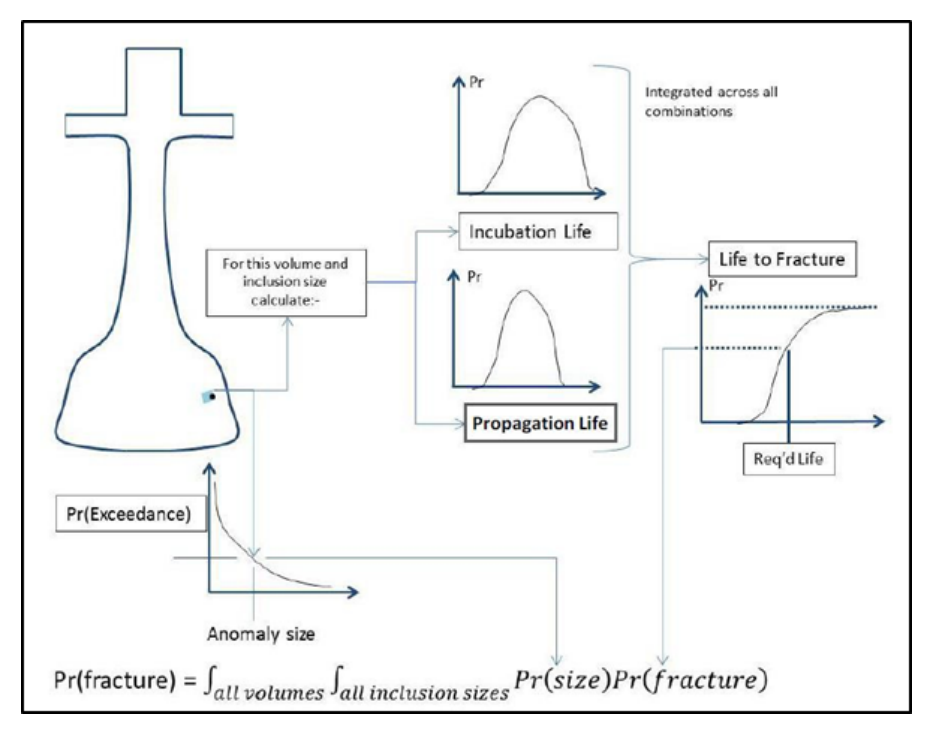 Pr
Integrated across all
combinations
Incubation Life
For this volume and
inclusion size
calculate:-
Life to Fracture
Pr
Pr
Propagation Life
Req'd Life
Pr(Exceedance)
Anomaly size
Pr(fracture) = ∫all volumes ∫all inclusion sizes Pr(size)Pr(fracture)